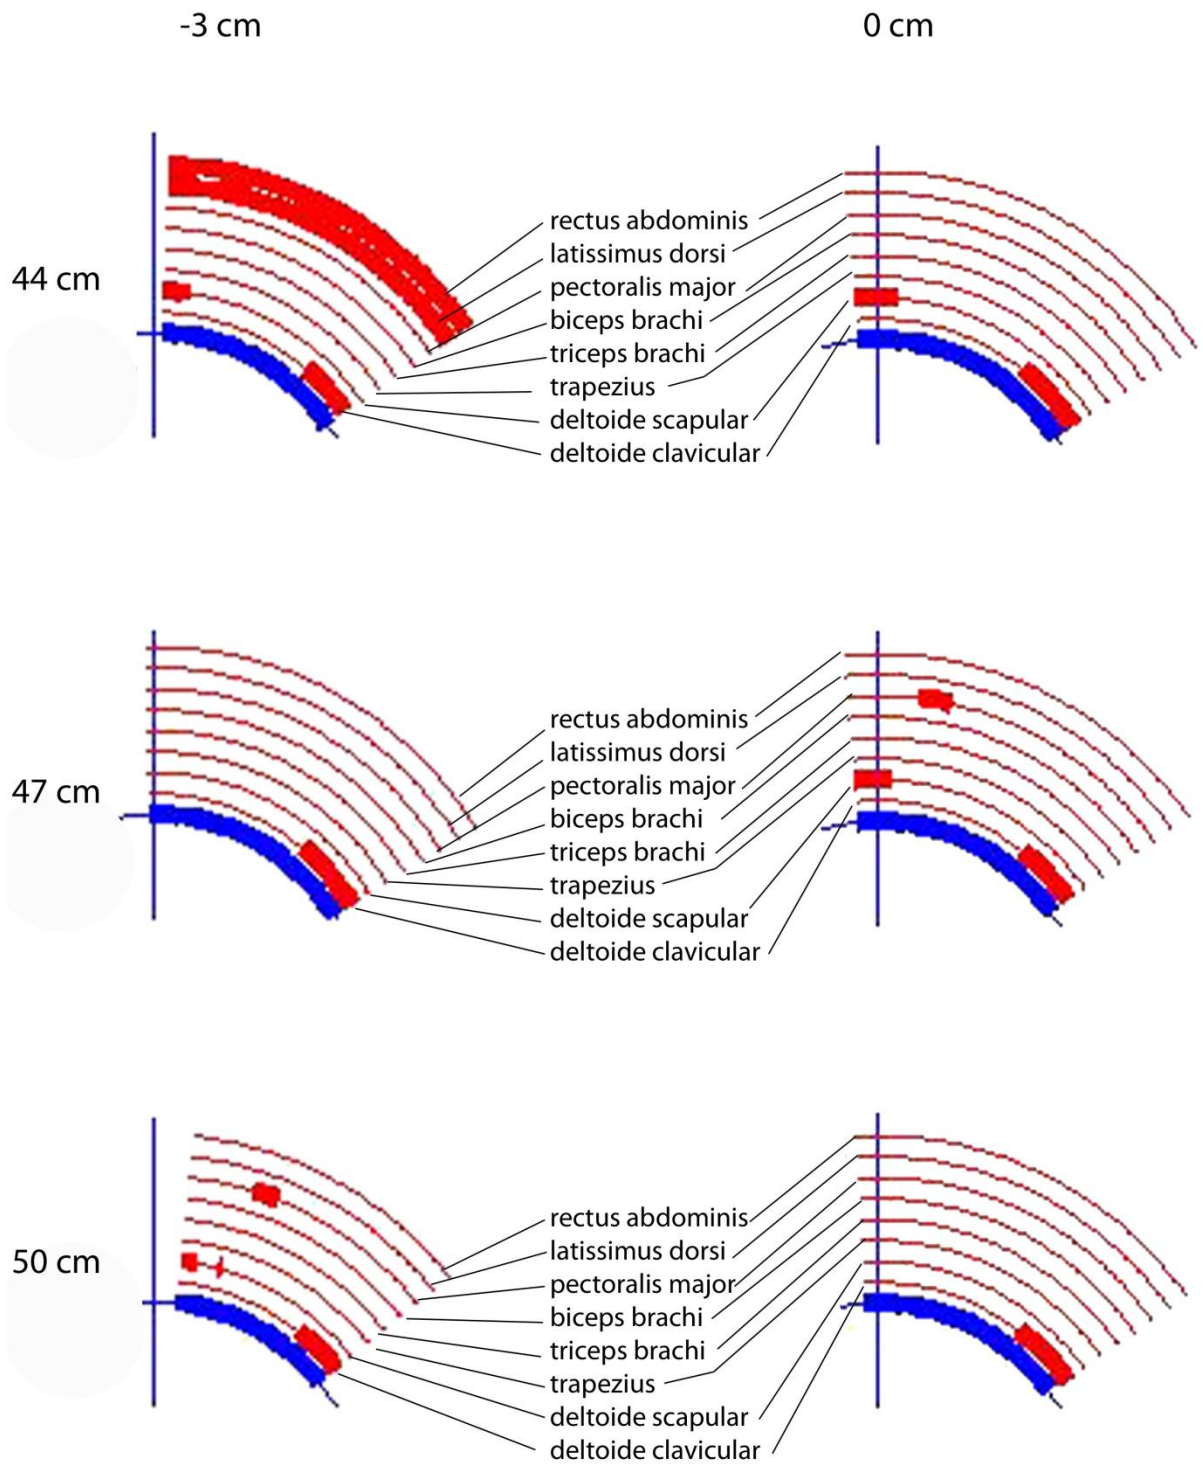 -3 cm
0 cm
44 cm
rectus abdominis
latissimus dorsi
pectoralis major
biceps brachi
triceps brachi
trapezius
deltoide scapular
deltoide clavicular
47 cm
rectus abdominis
latissimus dorsi
pectoralis major
biceps brachi
triceps brachi
trapezius
deltoide scapular
deltoide clavicular
50 cm
rectus abdominis
latissimus dorsi
pectoralis major
biceps brachi
triceps brachi
trapezius
deltoide scapular
deltoide clavicular